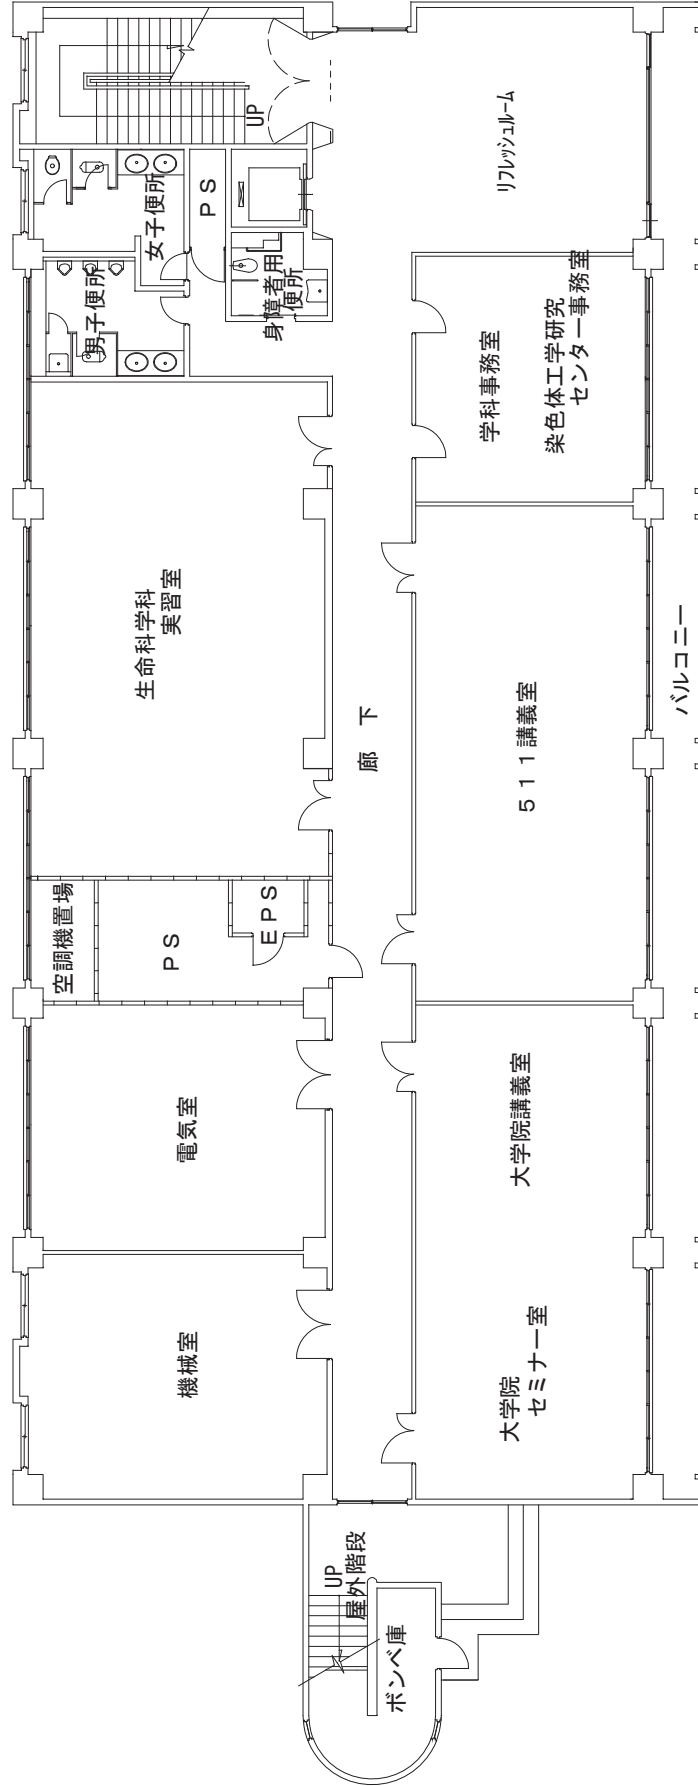 機械室
電気室
空調機置場
PS
EPS
生命科学科
実習室
男子便所
女子便所
PS
身障者用
便所
UP
廊 下
UP
屋外階段
ボンベ庫
大学院
セミナー室
大学院講義室
511講義室
学科事務室
染色体工学研究
センター事務室
リフレッシュルーム
バルコニー